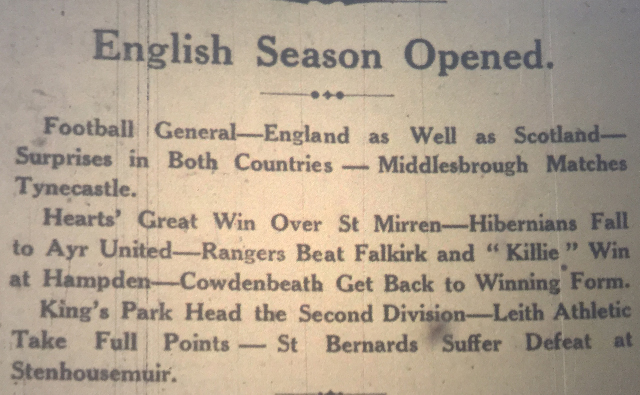 English Season Opened.
Football General—England as Well as Scotland—
Surprises in Both Countries — Middlesbrough Matches
Tynecastle.
Hearts' Great Win Over St Mirren—Hibernians Fall
to Ayr United—Rangers Beat Falkirk and "Killie" Win
at Hampden—Cowdenbeath Get Back to Winning Form.
King's Park Head the Second Division—Leith Athletic
Take Full Points — St Bernards Suffer Defeat at
Stenhousemuir.